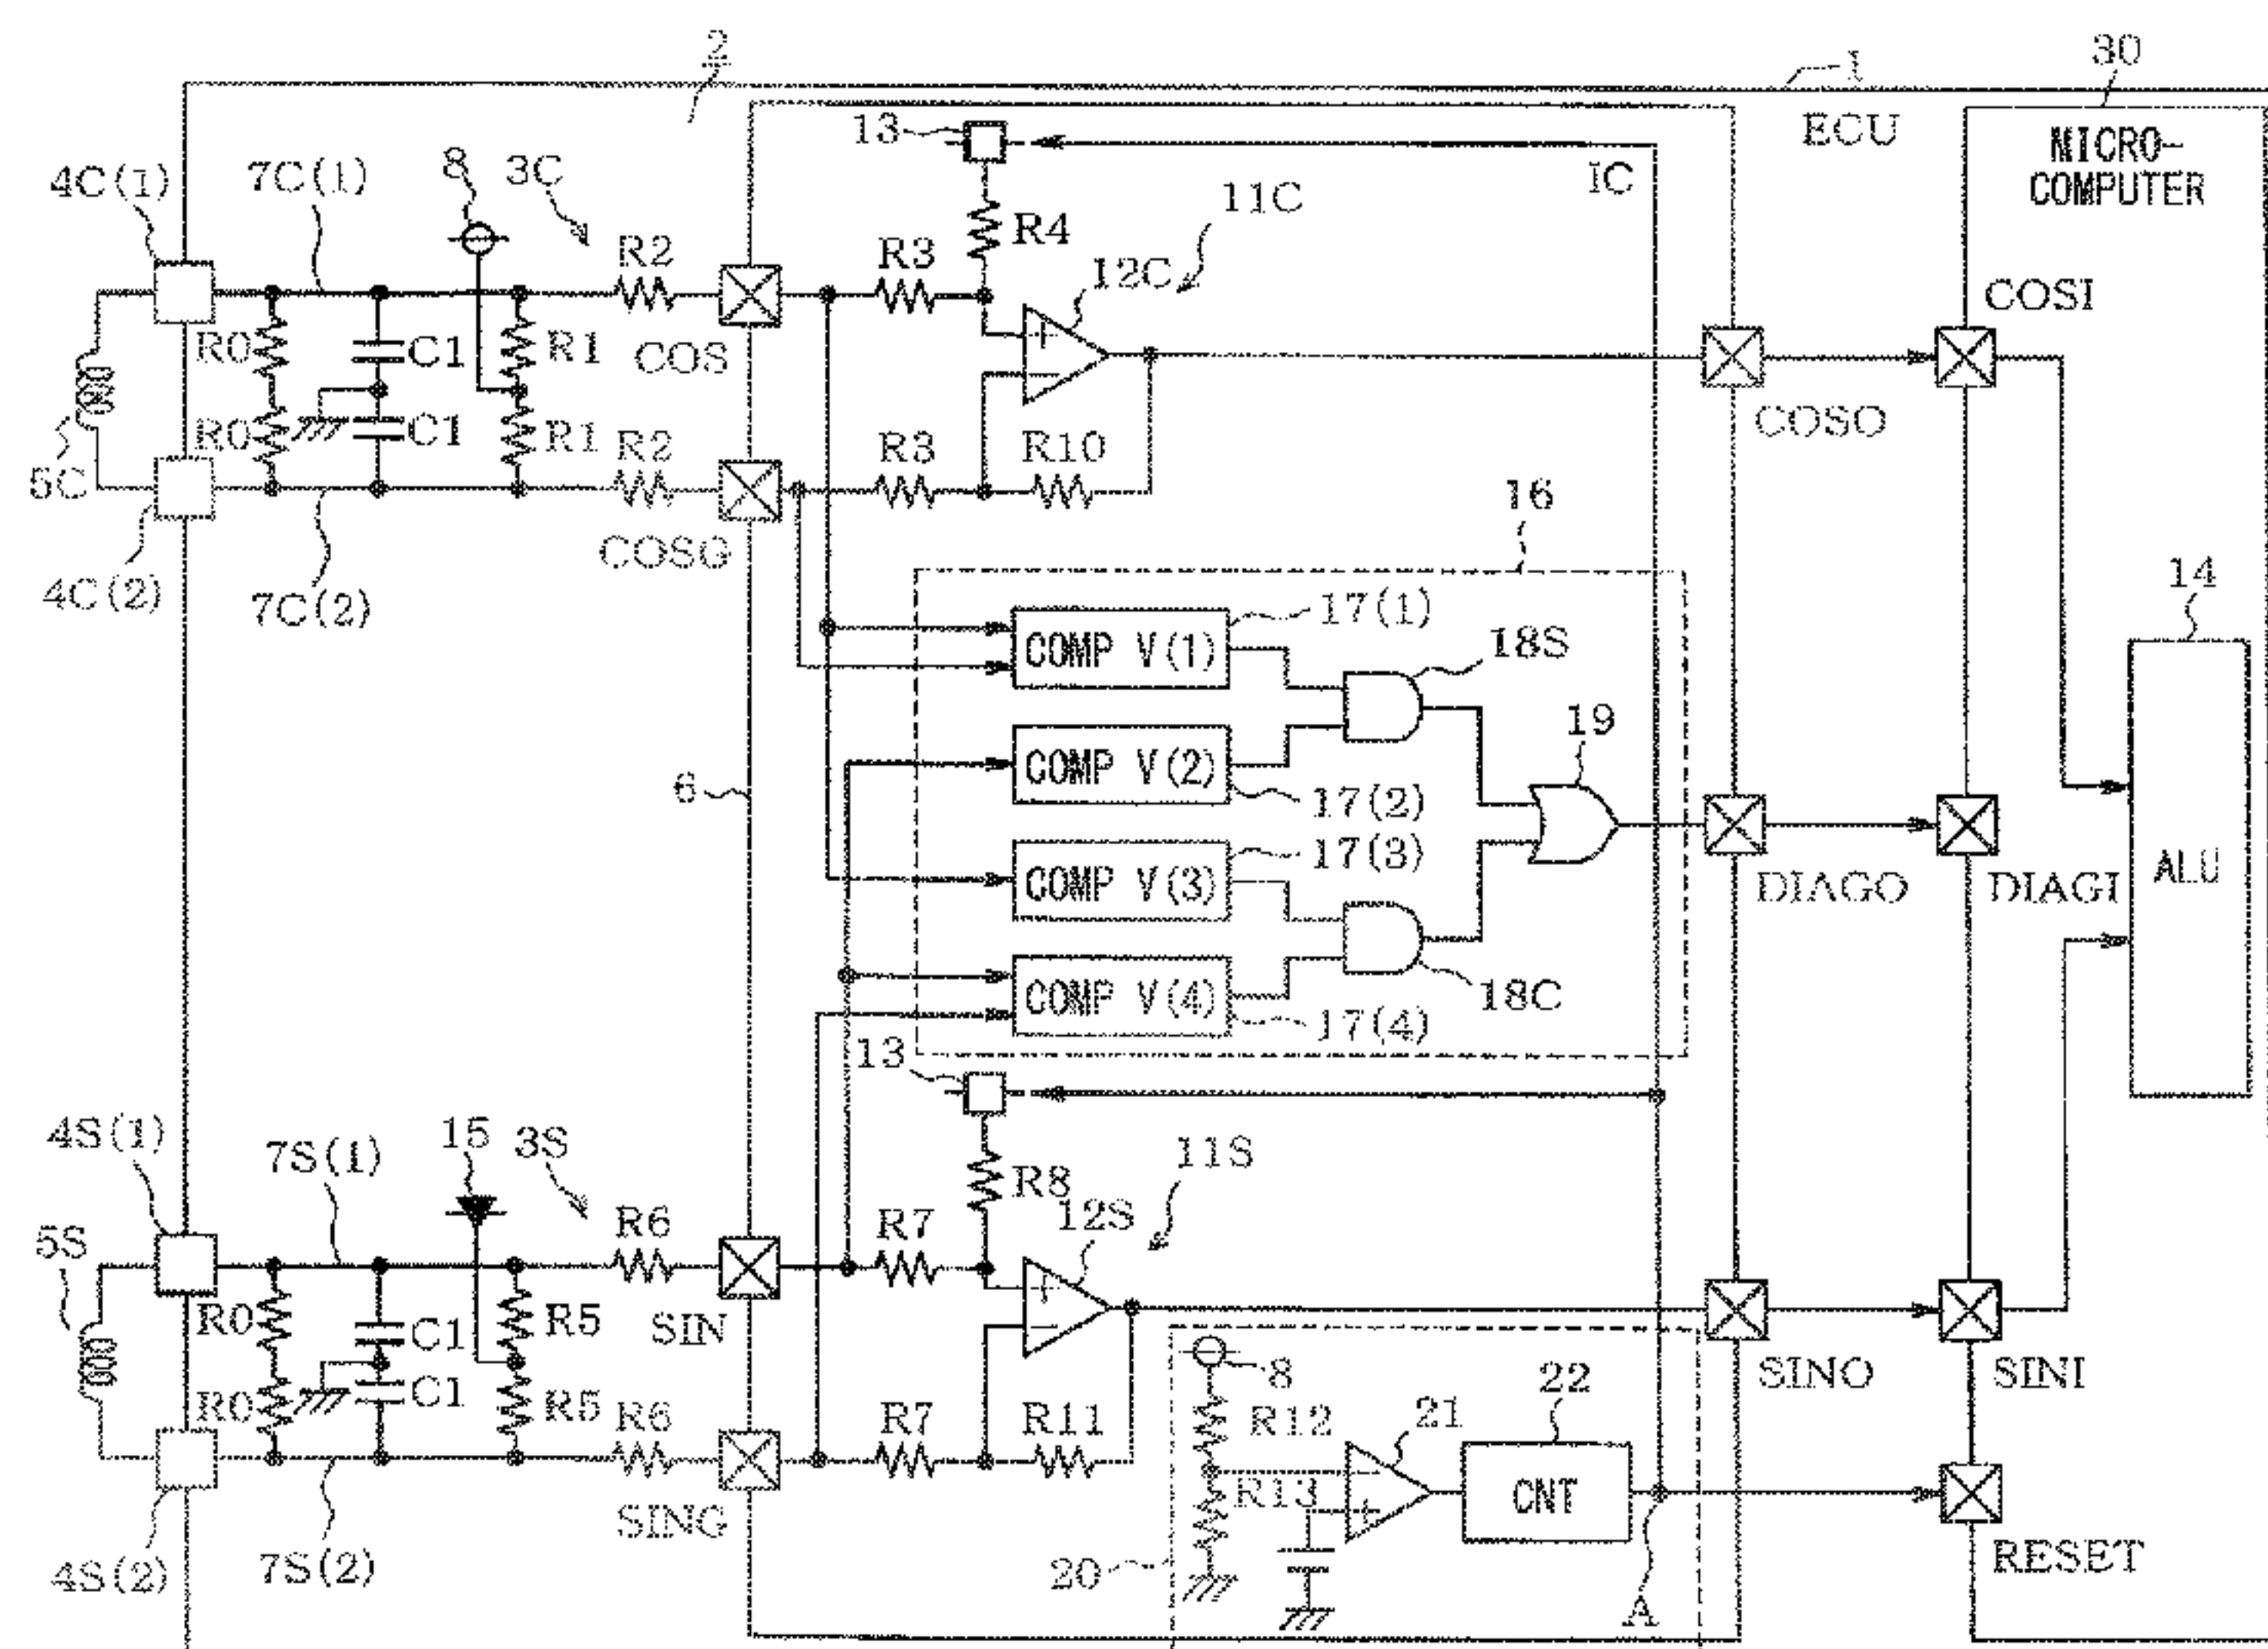 2
1
30
ECU
MICRO-
COMPUTER
13
IC
4C(1)
7C(1)
8
3C
R2
R3
R4
11C
12C
COSI
R0
C1
R1
COS
R0
C1
R1
R2
R3
R10
COSO
5C
4C(2)
7C(2)
COSG
16
14
17(1)
COMP V(1)
18S
6
COMP V(2)
17(2)
19
17(3)
COMP V(3)
DIAGO
DIAGI
ALU
COMP V(4)
17(4)
18C
13
4S(1)
7S(1)
15
3S
R8
11S
5S
R6
R7
12S
R0
C1
R5
SIN
SINO
SINI
R0
C1
R5
R6
R7
R11
8
R12
21
22
R13
CNT
4S(2)
7S(2)
SING
20
A
RESET